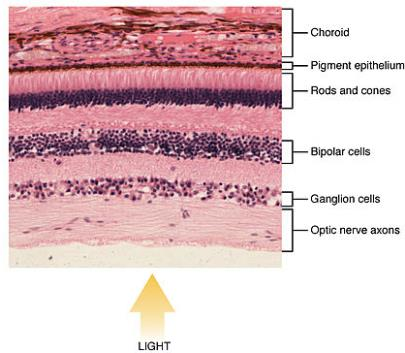 Choroid
Pigment epithelium
Rods and cones
Bipolar cells
Ganglion cells
Optic nerve axons
LIGHT